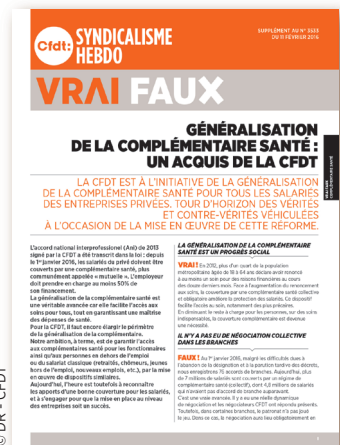 Cfdt:
SYNDICALISME
HEBDO
SUPPLÉMENT AU N° 3533
DU 11 FÉVRIER 2016
VRAI FAUX
GÉNÉRALISATION
DE LA COMPLÉMENTAIRE SANTÉ :
UN ACQUIS DE LA CFDT
LA CFDT EST À L'INITIATIVE DE LA GÉNÉRALISATION
DE LA COMPLÉMENTAIRE SANTÉ POUR TOUS LES SALARIÉS
DES ENTREPRISES PRIVÉES. TOUR D'HORIZON DES VÉRITÉS
ET CONTRE-VÉRITÉS VÉHICULÉES
À L'OCCASION DE LA MISE EN ŒUVRE DE CETTE RÉFORME.
L'accord national interprofessionel (Ani) de 2013
signé par la CFDT a été transcrit dans la loi : depuis
le 1er janvier 2016, les salariés du privé doivent être
couverts par une complémentaire santé, plus
communément appelée « mutuelle ». L'employeur
doit prendre en charge au moins 50% de
son financement.
La généralisation de la complémentaire santé est
une véritable avancée car elle facilite l'accès aux
soins pour tous, tout en garantissant une maîtrise
des dépenses de santé.
Pour la CFDT, il faut encore élargir le périmètre
de la généralisation de la complémentaire.
Notre ambition, à terme, est de garantir l'accès
aux complémentaires santé pour les fonctionnaires
ainsi qu'aux personnes en dehors de l'emploi
ou du salariat classique (retraités, chômeurs, jeunes
hors de l'emploi, nouveaux emplois, etc.), par la mise
en œuvre de dispositifs similaires.
Aujourd'hui, l'heure est toutefois à reconnaître
les apports d'une bonne couverture pour les salariés,
et à s'engager pour que la mise en place au niveau
des entreprises soit un succès.
LA GÉNÉRALISATION DE LA COMPLÉMENTAIRE
SANTÉ EST UN PROGRÈS SOCIAL
VRAI ! En 2012, plus d'un quart de la population
métropolitaine âgée de 18 à 64 ans déclare avoir renoncé
à au moins un soin pour des raisons financières au cours
des douze derniers mois. Face à l'augmentation du renoncement
aux soins, la couverture par une complémentaire santé collective
et obligatoire améliore la protection des salariés. Ce dispositif
facilite l'accès au soin, notamment des plus précaires.
En diminuant le reste à charge pour les personnes, sur des soins
indispensables, la couverture complémentaire est devenue
une nécessité.
IL N'Y A PAS EU DE NÉGOCIATION COLLECTIVE
DANS LES BRANCHES
FAUX ! Au 1er janvier 2016, malgré les difficultés dues à
l'abandon de la désignation et à la parution tardive des décrets,
nous enregistrons 75 accords de branches. Aujourd'hui, plus
de 7 millions de salariés sont couverts par un régime de
complémentaire santé (collectif), dont 4,8 millions de salariés
qui n'avaient pas d'accord de branche auparavant.
C'est une vraie avancée. Il y a eu une réelle dynamique
de négociation et les négociateurs CFDT ont répondu présents.
Toutefois, dans certaines branches, le patronat n'a pas joué
le jeu. Dans ce cas, la négociation aura lieu obligatoirement en
© DR - CFDT